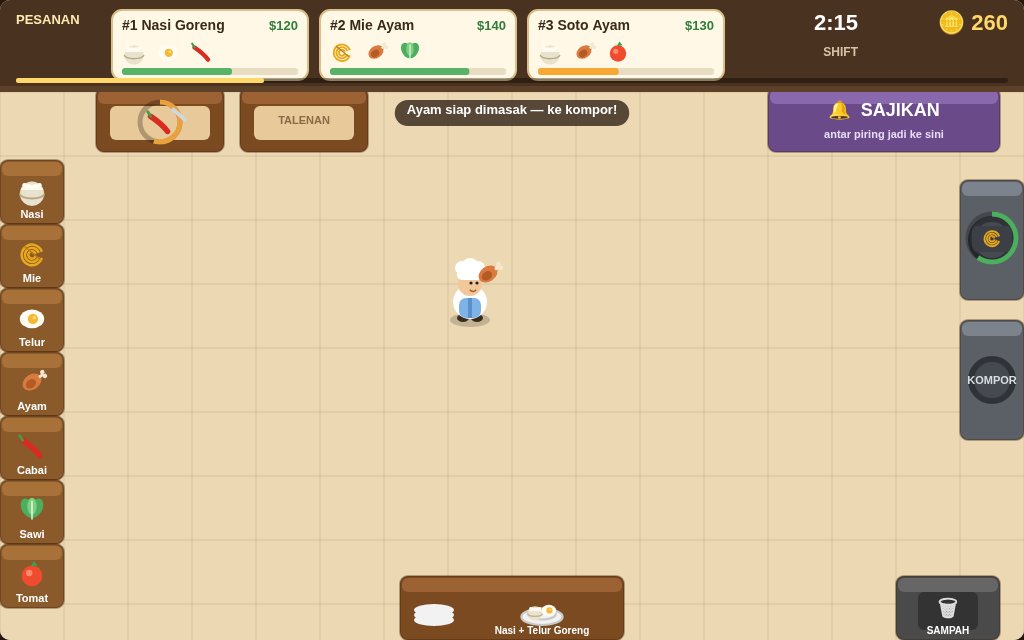 PESANAN
#1 Nasi Goreng $120
#2 Mie Ayam $140
#3 Soto Ayam $130
2:15
SHIFT
260
TALENAN
Ayam siap dimasak — ke kompor!
SAJIKAN
antar piring jadi ke sini
Nasi
Mie
Telur
Ayam
Cabai
Sawi
Tomat
KOMPOR
Nasi + Telur Goreng
SAMPAH